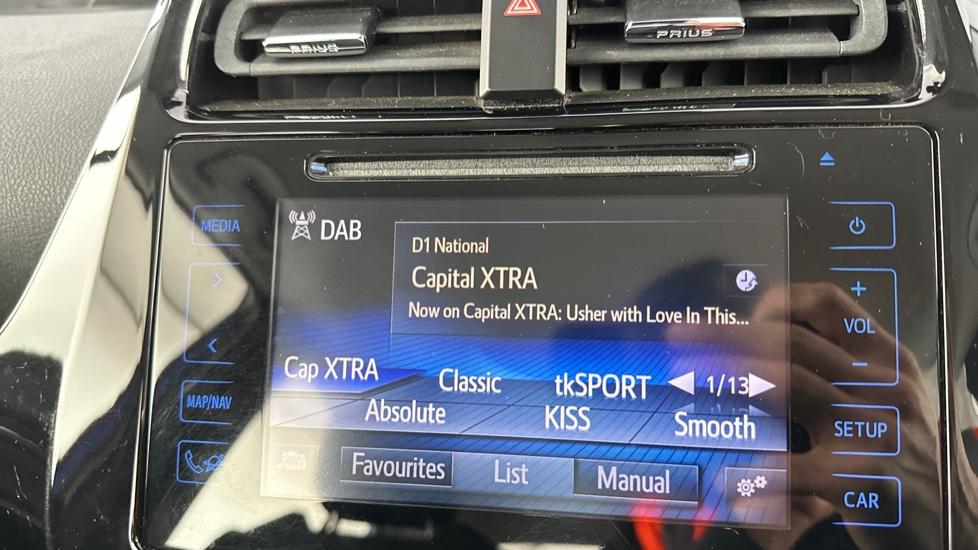 PRIUS
PRIUS
MEDIA
DAB
D1 National
Capital XTRA
Now on Capital XTRA: Usher with Love In This...
Cap XTRA
Classic
tkSPORT
1/13
Absolute
KISS
Smooth
Favourites
List
Manual
MAP/NAV
+
VOL
-
SETUP
CAR